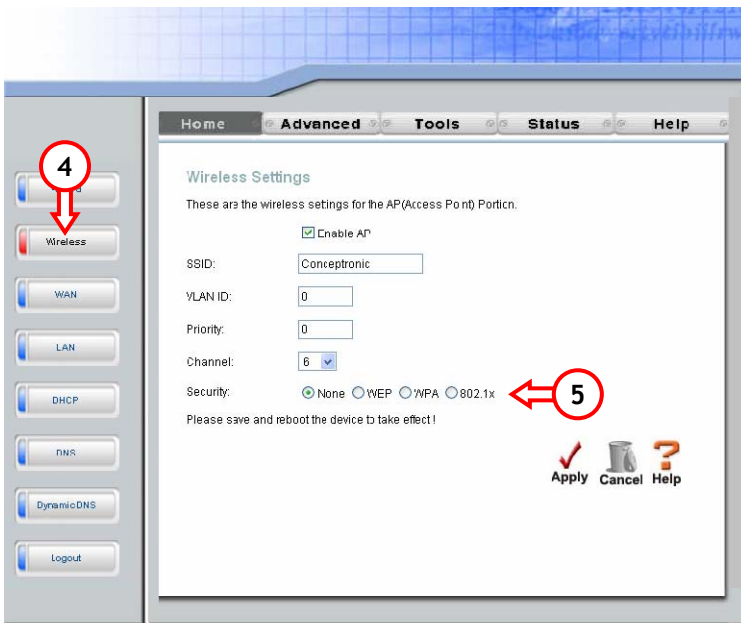 Home Advanced Tools Status Help
4
Wireless
WAN
LAN
DHCP
DNS
DynamicDNS
Logout
Wireless Settings
These are the wireless settings for the AP(Access Point) Portion.
Enable AP
SSID: Conceptronic
VLAN ID: 0
Priority: 0
Channel: 6
Security: None WEP WPA 802.1x
5
Please save and reboot the device to take effect !
Apply Cancel Help